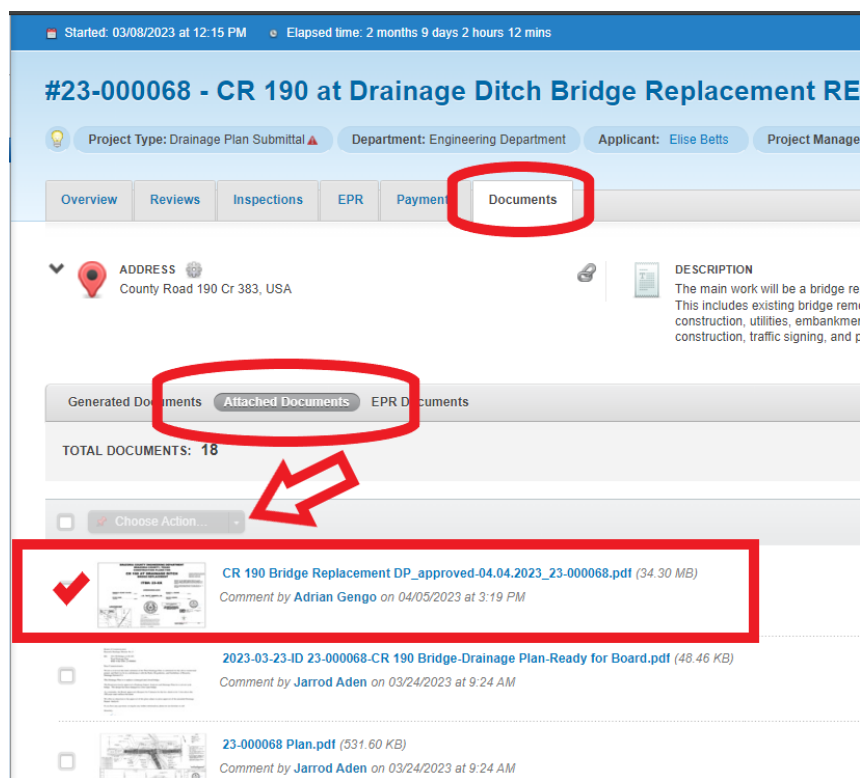 Started: 03/08/2023 at 12:15 PM Elapsed time: 2 months 9 days 2 hours 12 mins
#23-000068 - CR 190 at Drainage Ditch Bridge Replacement RE
Project Type: Drainage Plan Submittal Department: Engineering Department Applicant: Elise Betts Project Manage
Overview Reviews Inspections EPR Payment Documents
ADDRESS
County Road 190 Cr 383, USA
DESCRIPTION
The main work will be a bridge re
This includes existing bridge remo
construction, utilities, embankmer
construction, traffic signing, and p
Generated Documents Attached Documents EPR Documents
TOTAL DOCUMENTS: 18
Choose Action...
CR 190 Bridge Replacement DP_approved-04.04.2023_23-000068.pdf (34.30 MB)
Comment by Adrian Gengo on 04/05/2023 at 3:19 PM
2023-03-23-ID 23-000068-CR 190 Bridge-Drainage Plan-Ready for Board.pdf (48.46 KB)
Comment by Jarrod Aden on 03/24/2023 at 9:24 AM
23-000068 Plan.pdf (531.60 KB)
Comment by Jarrod Aden on 03/24/2023 at 9:24 AM